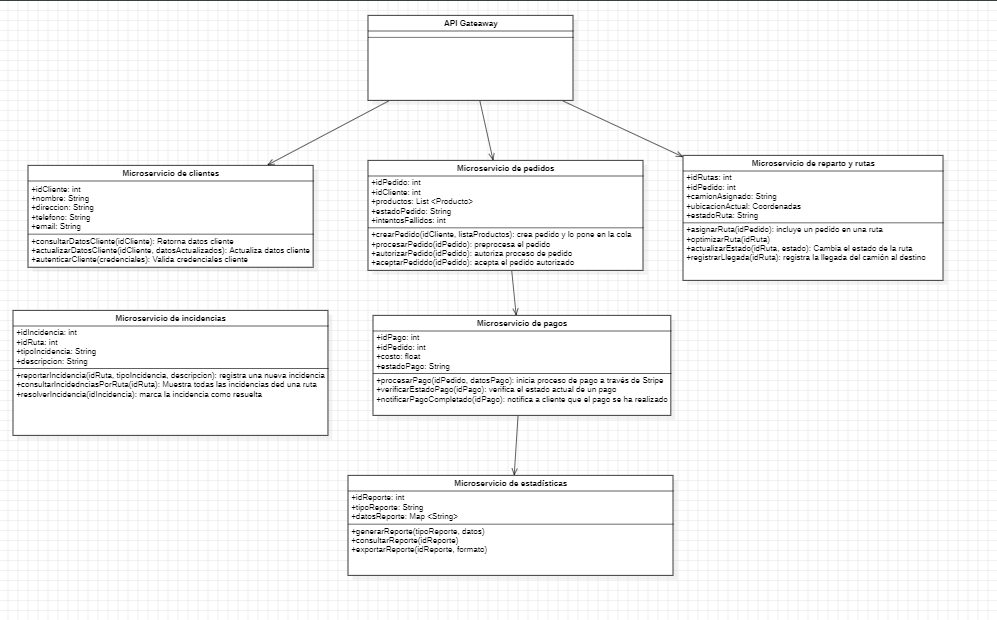 API Gateaway
Microservicio de clientes
+idCliente: int
+nombre: String
+direccion: String
+telefono: String
+email: String
+consultarDatosCliente(idCliente): Retorna datos cliente
+actualizarDatosCliente(idCliente, datosActualizados): Actualiza datos cliente
+autenticarCliente(credenciales): Valida credenciales cliente
Microservicio de pedidos
+idPedido: int
+idCliente: int
+productos: List <Producto>
+estadoPedido: String
+intentosFallidos: int
+crearPedido(idCliente, listaProductos): crea pedido y lo pone en la cola
+procesarPedido(idPedido): preprocesa el pedido
+autorizarPedido(idPedido): autoriza proceso de pedido
+aceptarPediddo(idPedido): acepta el pedido autorizado
Microservicio de reparto y rutas
+idRutas: int
+idPedido: int
+camionAsignado: String
+ubicacionActual: Coordenadas
+estadoRuta: String
+asignarRuta(idPedido): incluye un pedido en una ruta
+optimizarRuta(idRuta)
+actualizarEstado(idRuta, estado): Cambia el estado de la ruta
+registrarLlegada(idRuta): registra la llegada del camión al destino
Microservicio de incidencias
+idIncidencia: int
+idRuta: int
+tipoIncidencia: String
+descripcion: String
+reportarIncidencia(idRuta, tipoIncidencia, descripcion): registra una nueva incidencia
+consultarIncidedncias​PorRuta(idRuta): Muestra todas las incidencias ded una ruta
+resolverIncidencia(idIncidencia): marca la incidencia como resuelta
Microservicio de pagos
+idPago: int
+idPedido: int
+costo: float
+estadoPago: String
+procesarPago(idPedido, datosPago): inicia proceso de pago a través de Stripe
+verificarEstadoPago(idPago): verifica el estado actual de un pago
+notificarPagoCompletado(idPago): notifica a cliente que el pago se ha realizado
Microservicio de estadísticas
+idReporte: int
+tipoReporte: String
+datosReporte: Map <String>
+generarReporte(tipoReporte, datos)
+consultarReporte(idReporte)
+exportarReporte(idReporte, formato)